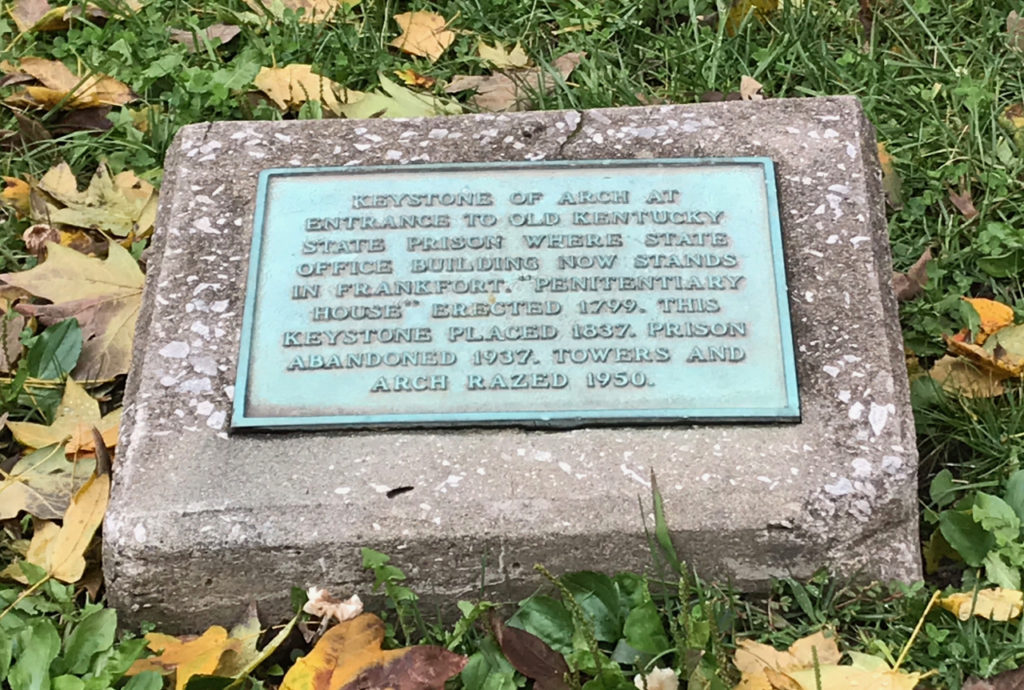 KEYSTONE OF ARCH AT
ENTRANCE TO OLD KENTUCKY
STATE PRISON WHERE STATE
OFFICE BUILDING NOW STANDS
IN FRANKFORT. "PENITENTIARY
HOUSE" ERECTED 1799. THIS
KEYSTONE PLACED 1837. PRISON
ABANDONED 1937. TOWERS AND
ARCH RAZED 1950.